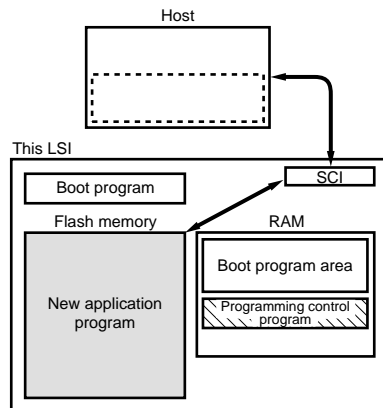 Host
This LSI
SCI
Boot program
Flash memory
RAM
New application
program
Boot program area
Programming control
program